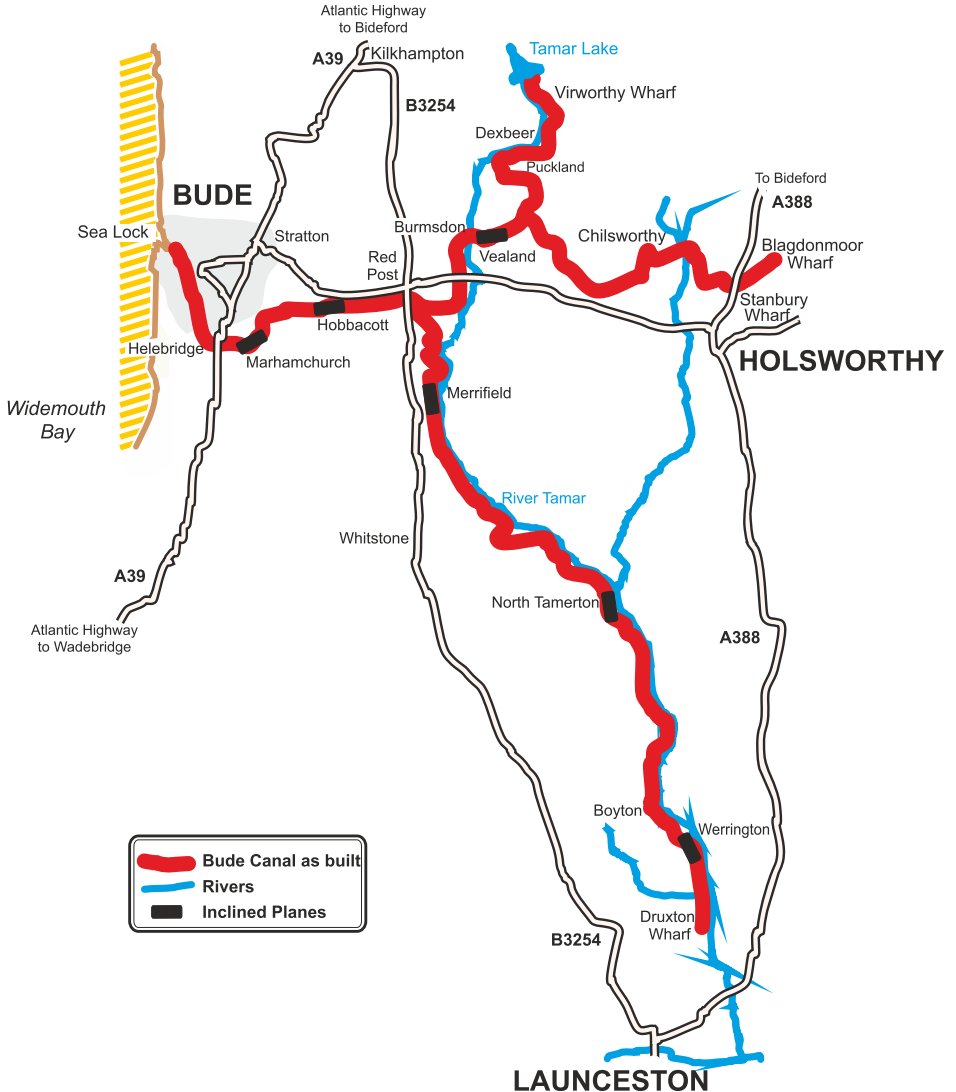 Atlantic Highway
to Bideford
A39
Kilkhampton
Tamar Lake
B3254
Virworthy Wharf
Dexbeer
Puckland
To Bideford
A388
BUDE
Sea Lock
Stratton
Burmsdon
Chilsworthy
Blagdonmoor
Wharf
Vealand
Red
Post
Stanbury
Wharf
Hobbacott
Helebridge
Marhamchurch
HOLSWORTHY
Merrifield
Widemouth
Bay
River Tamar
Whitstone
A39
North Tamerton
Atlantic Highway
to Wadebridge
A388
Boyton
Werrington
Bude Canal as built
Rivers
Inclined Planes
Druxton
Wharf
B3254
LAUNCESTON